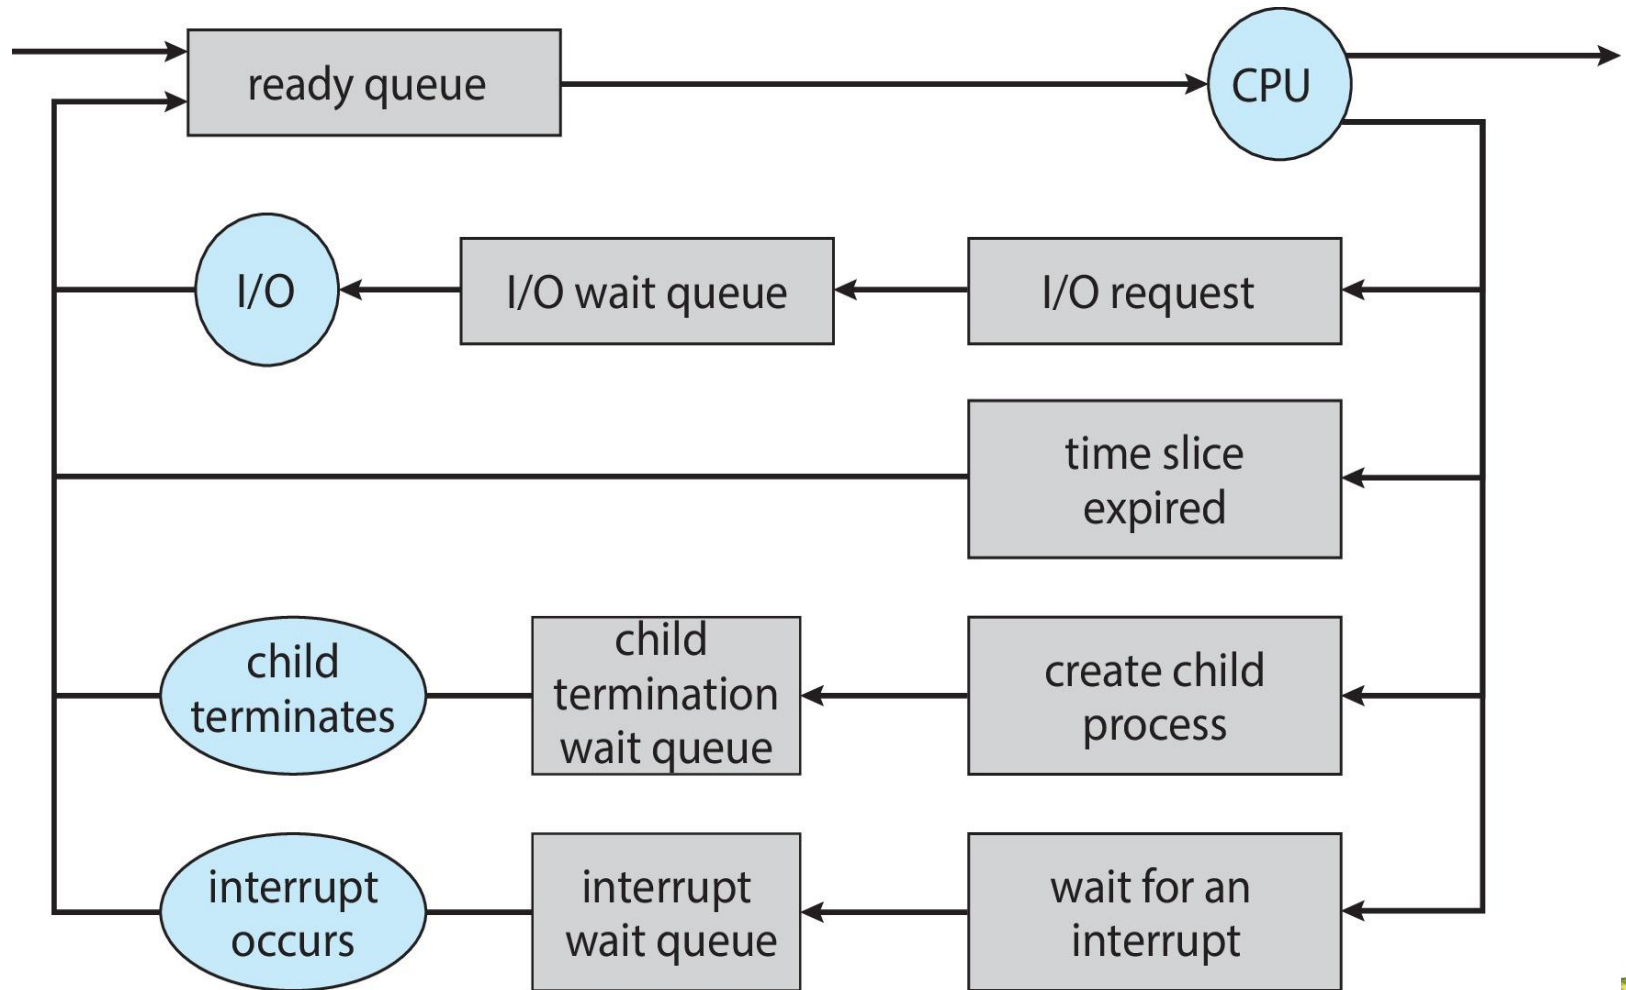 ready queue
CPU
I/O
I/O wait queue
I/O request
time slice
expired
child
terminates
child
termination
wait queue
create child
process
interrupt
occurs
interrupt
wait queue
wait for an
interrupt